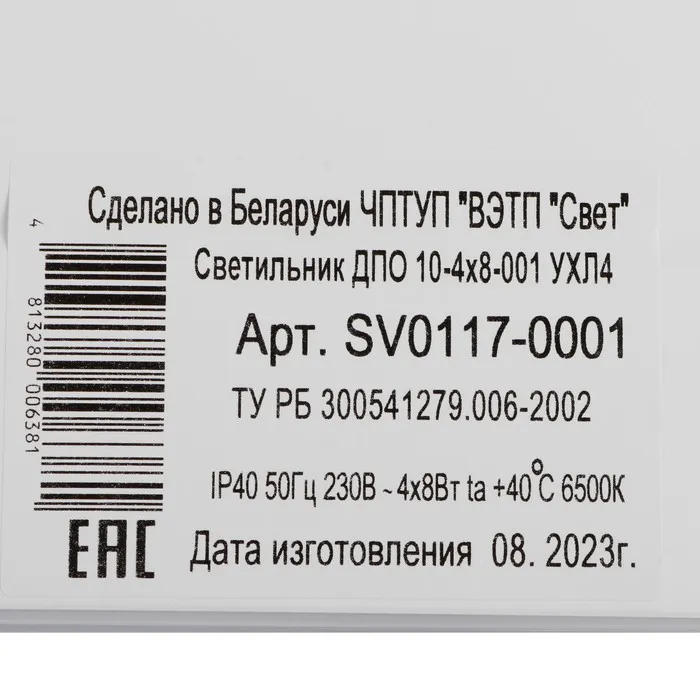 Сделано в Беларуси ЧПТУП "ВЭТП "Свет"
Светильник ДПО 10-4х8-001 УХЛ4
Арт. SV0117-0001
ТУ РБ 300541279.006-2002
IP40 50Гц 230В ~ 4х8Вт ta +40°С 6500К
Дата изготовления 08. 2023г.
4 813280 006381
EAC